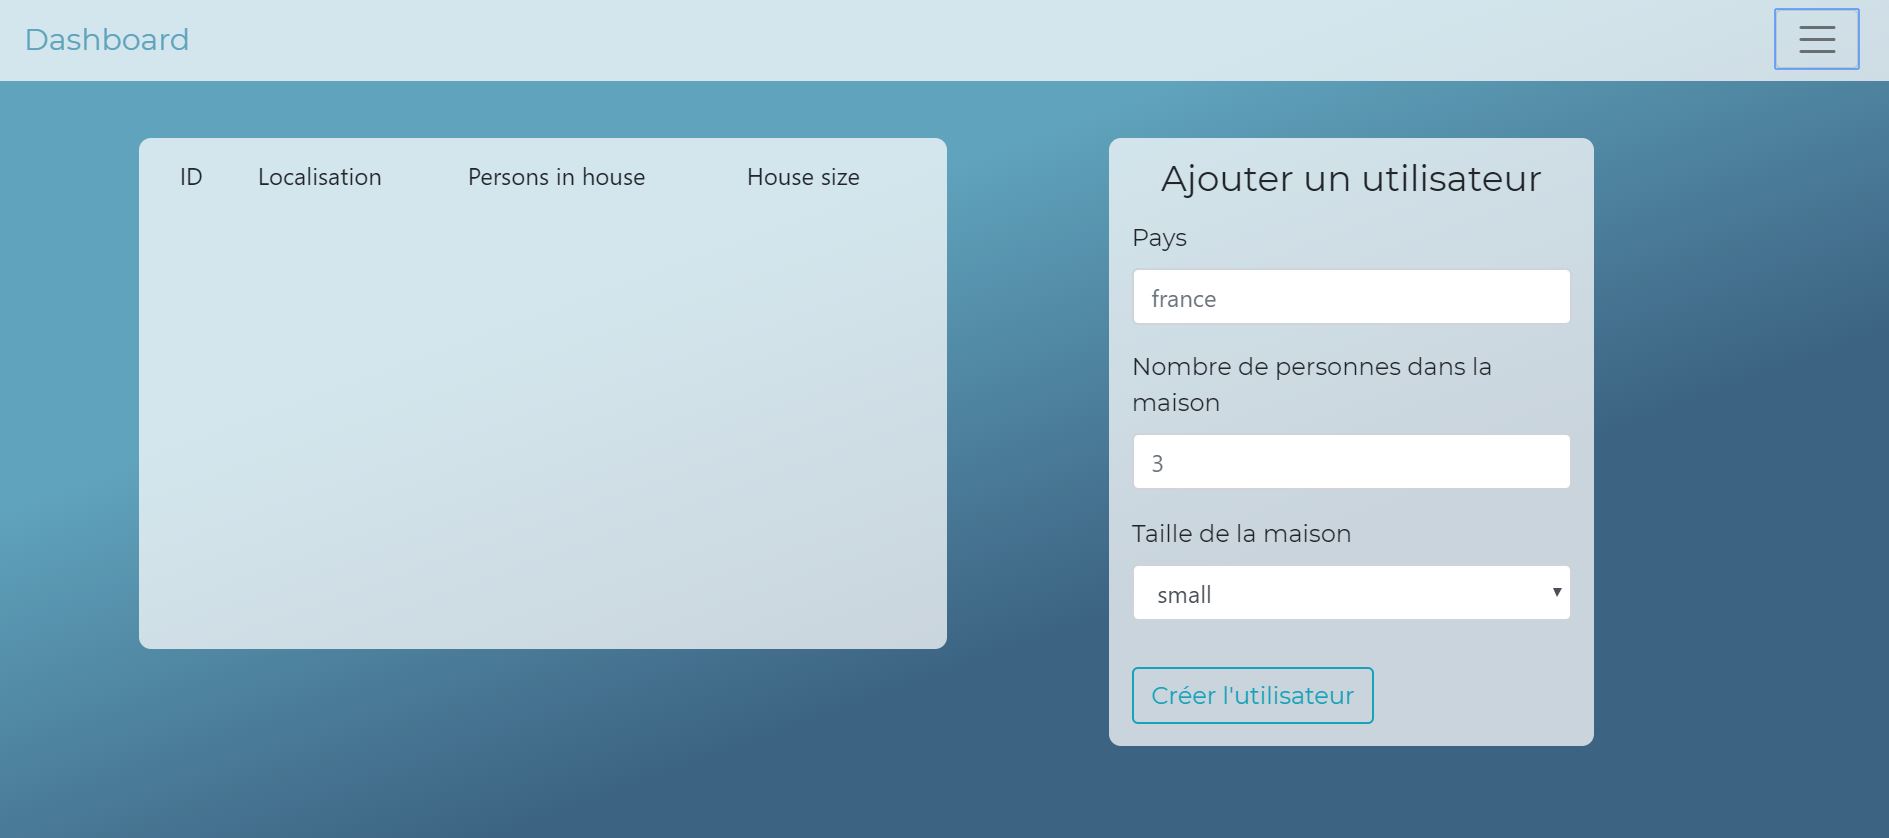 Dashboard
ID Localisation Persons in house House size
Ajouter un utilisateur
Pays
france
Nombre de personnes dans la
maison
3
Taille de la maison
small
Créer l'utilisateur